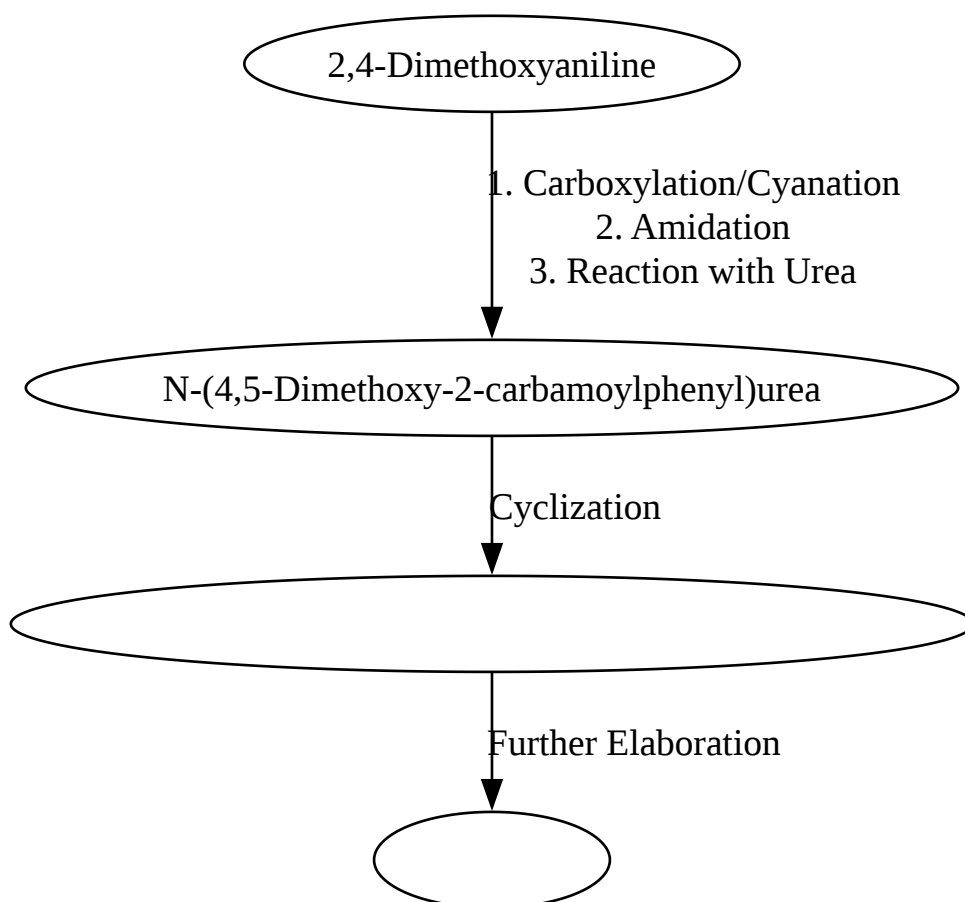 2,4-Dimethoxyaniline
1. Carboxylation/Cyanation
2. Amidation
3. Reaction with Urea
N-(4,5-Dimethoxy-2-carbamoylphenyl)urea
Cyclization
Further Elaboration